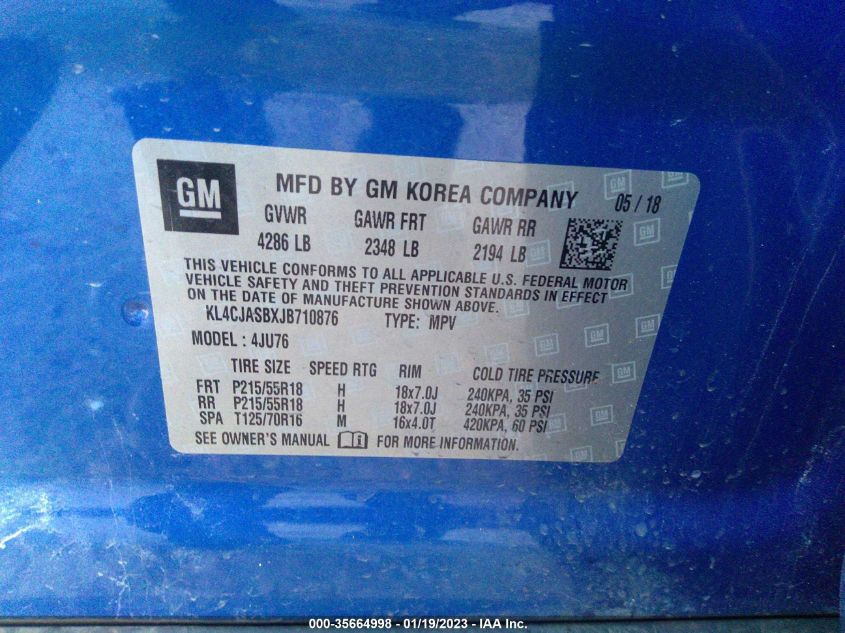 GM
MFD BY GM KOREA COMPANY 05 / 18
GVWR GAWR FRT GAWR RR
4286 LB 2348 LB 2194 LB
THIS VEHICLE CONFORMS TO ALL APPLICABLE U.S. FEDERAL MOTOR
VEHICLE SAFETY AND THEFT PREVENTION STANDARDS IN EFFECT
ON THE DATE OF MANUFACTURE SHOWN ABOVE.
KL4CJASBXJB710876 TYPE: MPV
MODEL : 4JU76
TIRE SIZE SPEED RTG RIM COLD TIRE PRESSURE
FRT P215/55R18 H 18x7.0J 240KPA, 35 PSI
RR P215/55R18 H 18x7.0J 240KPA, 35 PSI
SPA T125/70R16 M 16x4.0T 420KPA, 60 PSI
SEE OWNER'S MANUAL FOR MORE INFORMATION.
000-35664998 - 01/19/2023 - IAA Inc.